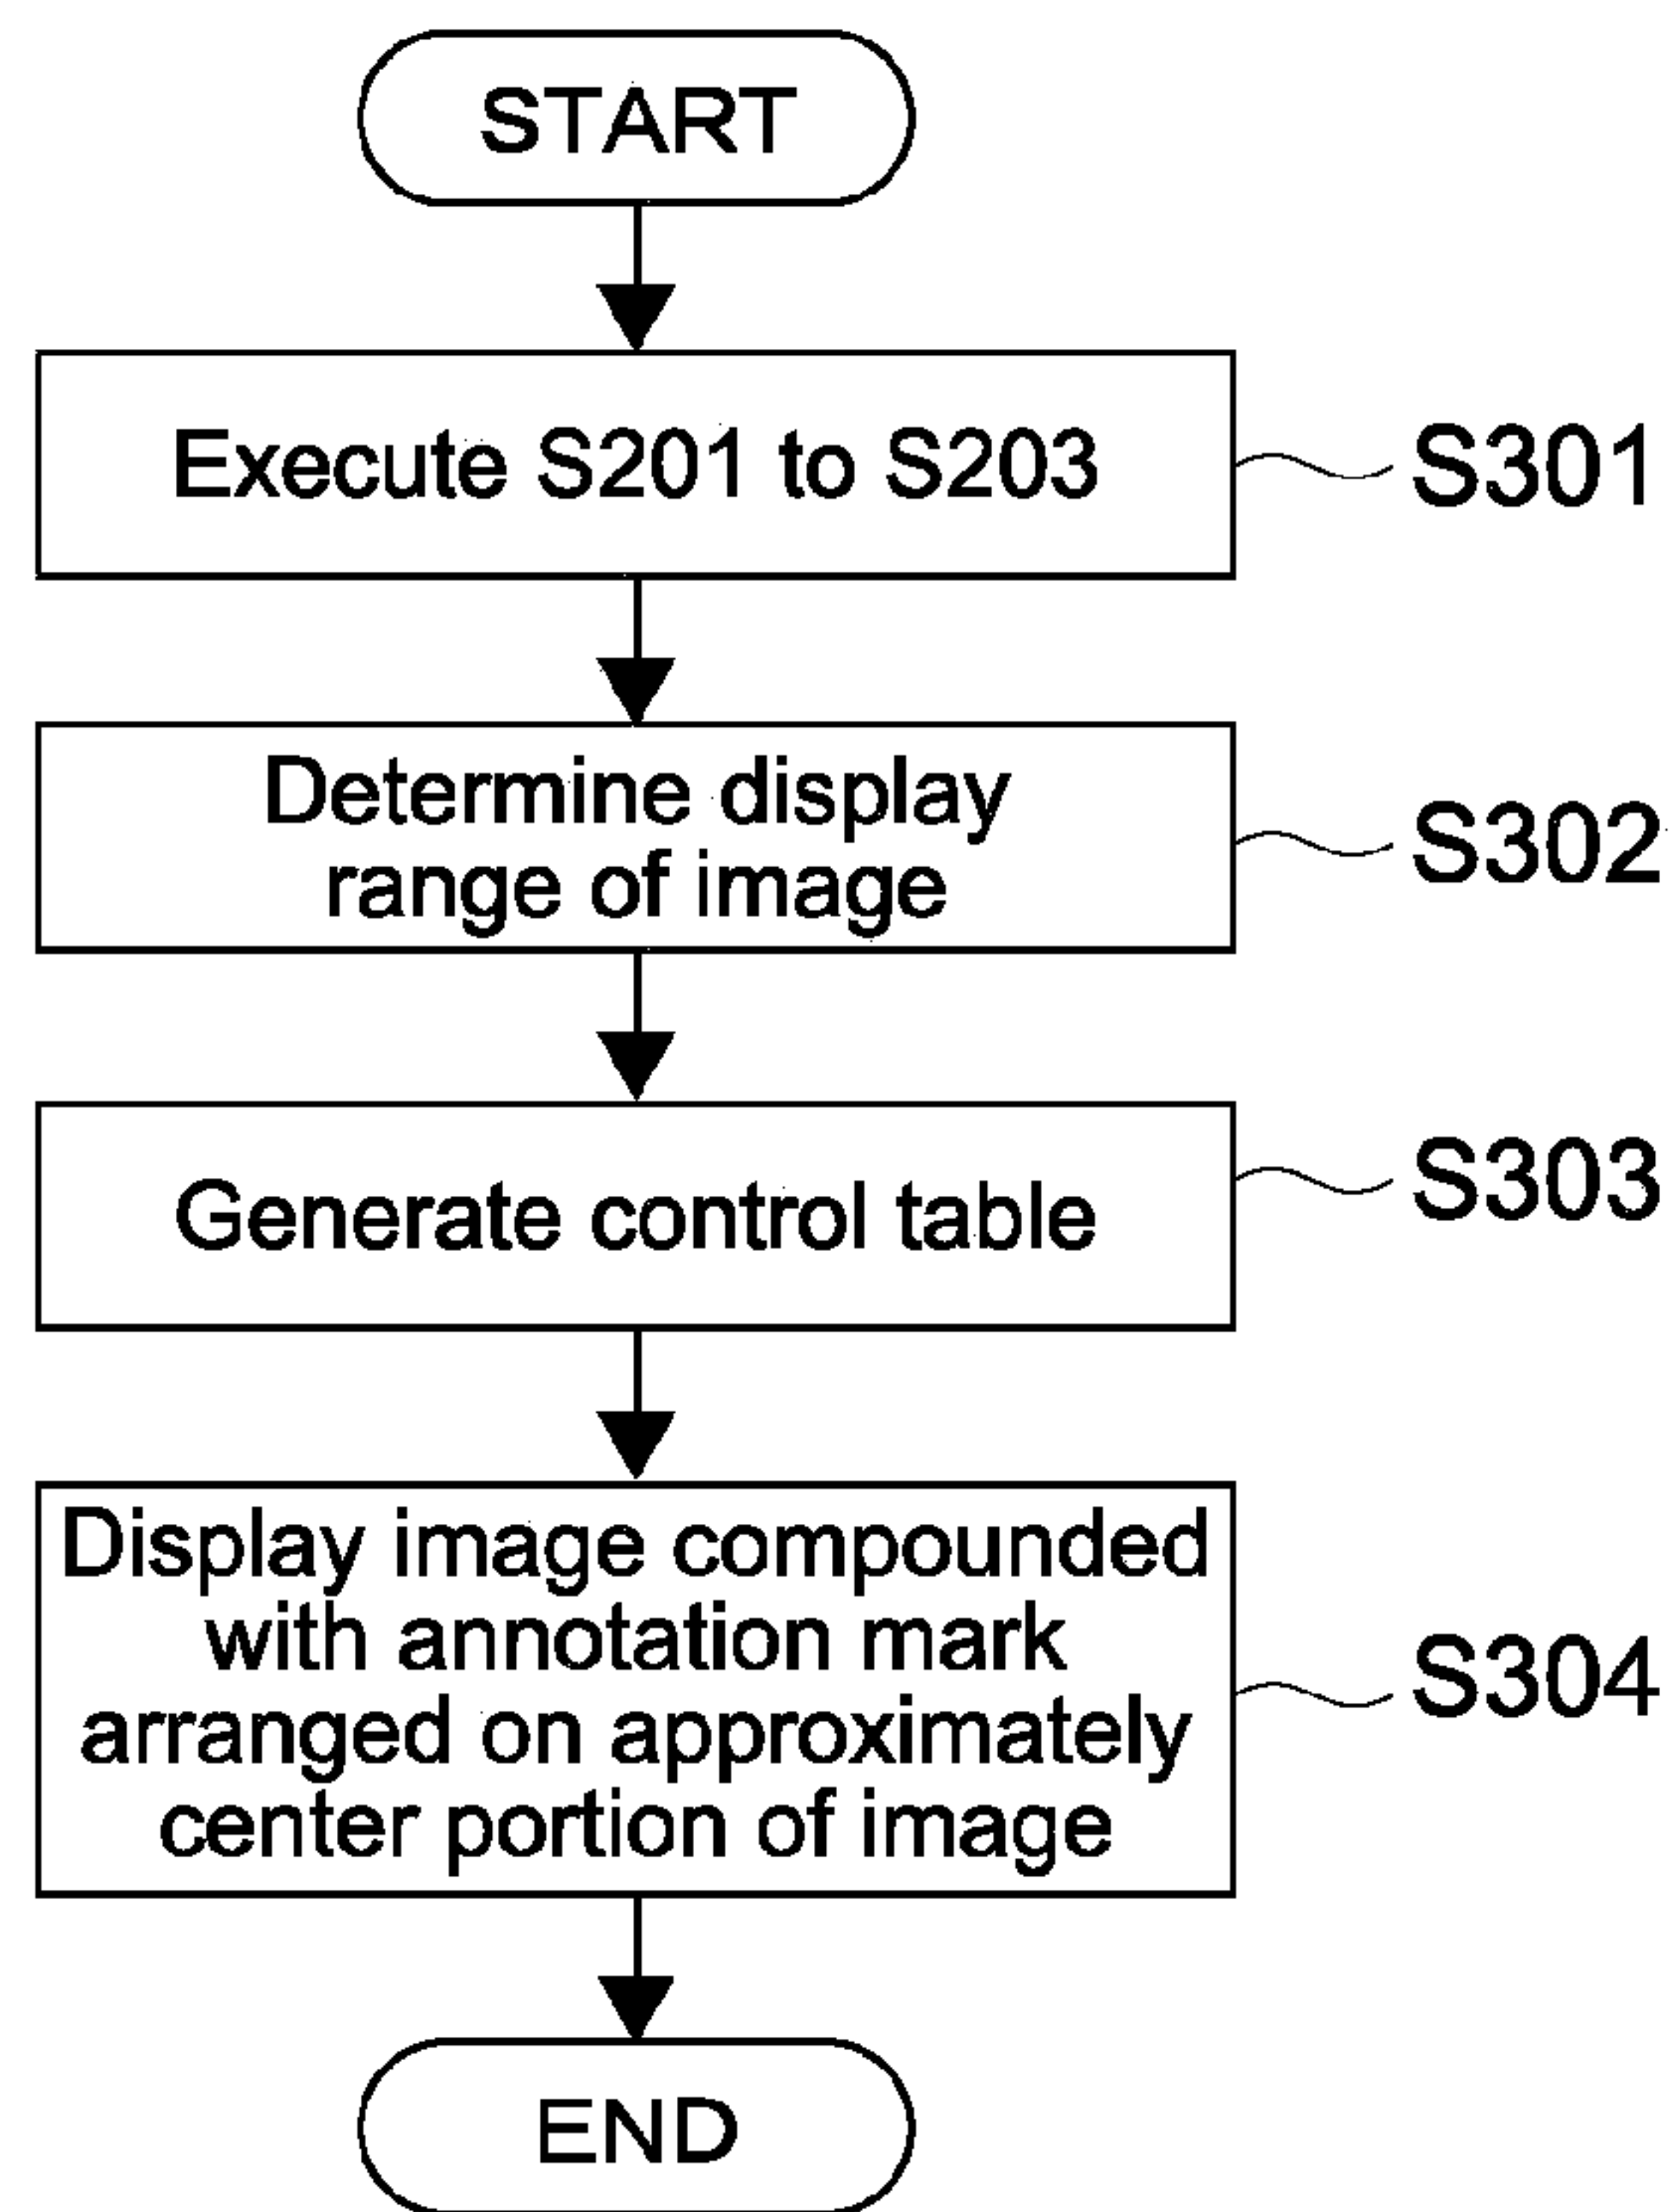 START
Execute S201 to S203
S301
Determine display
range of image
S302
Generate control table
S303
Display image compounded
with annotation mark
arranged on approximately
center portion of image
S304
END